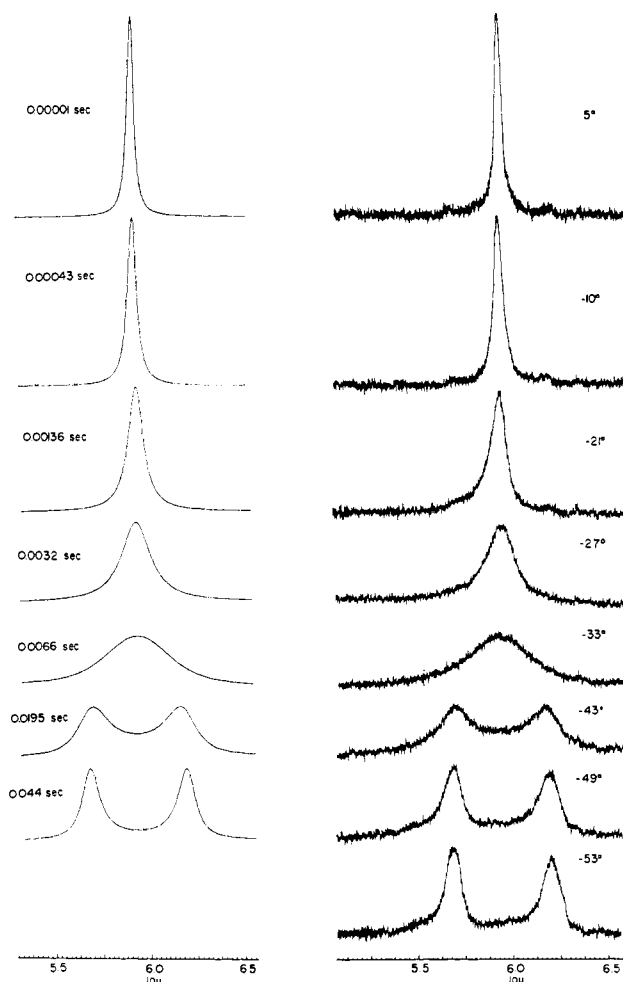 0.00001 sec
5°
0.00043 sec
-10°
0.00136 sec
-21°
0.0032 sec
-27°
0.0066 sec
-33°
0.0195 sec
-43°
0.044 sec
-49°
-53°
5.5 6.0 6.5
5.5 6.0 6.5